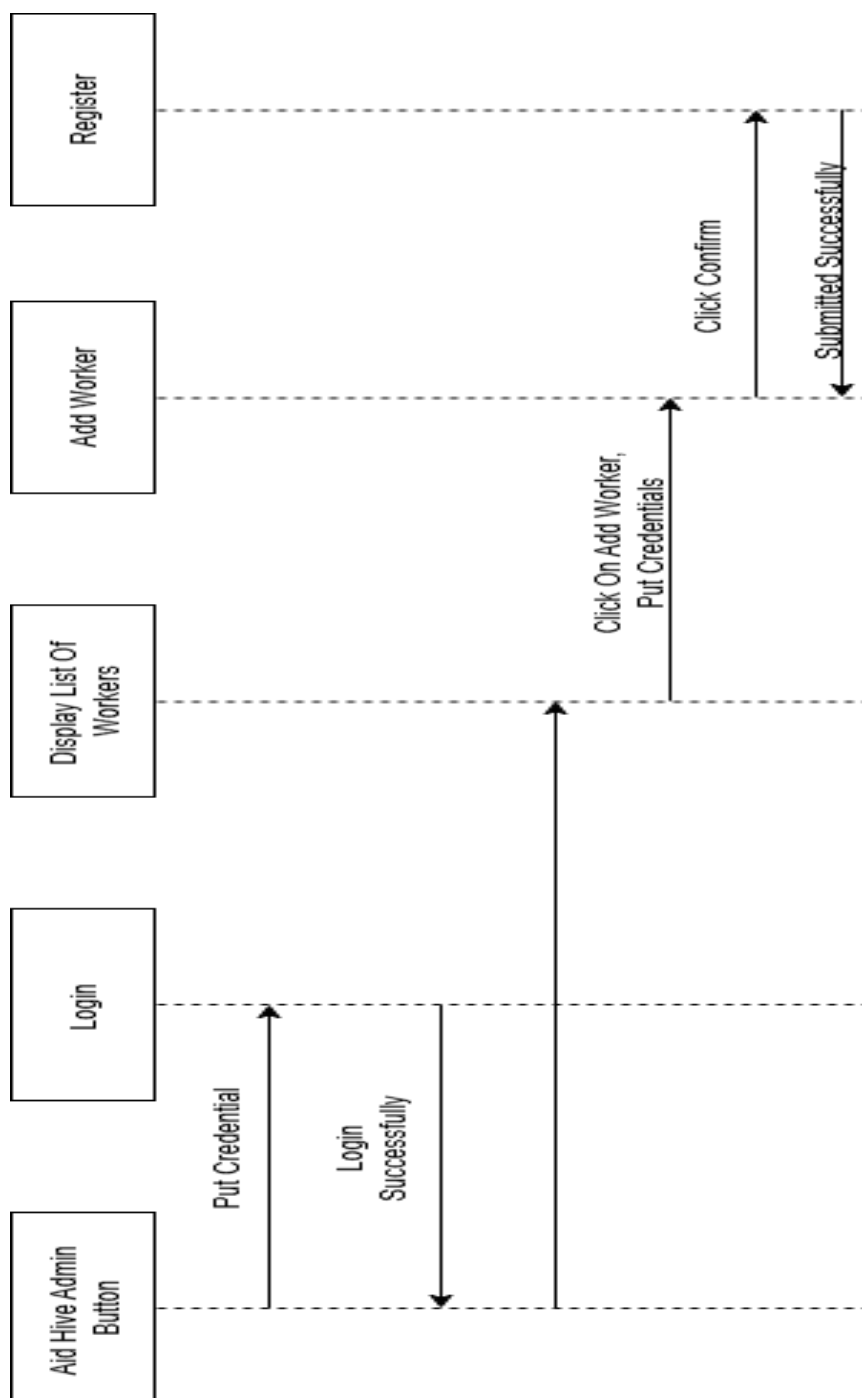 Aid Hive Admin
Button
Login
Display List Of
Workers
Add Worker
Register
Put Credential
Login
Successfully
Click On Add Worker,
Put Credentials
Click Confirm
Submitted Successfully